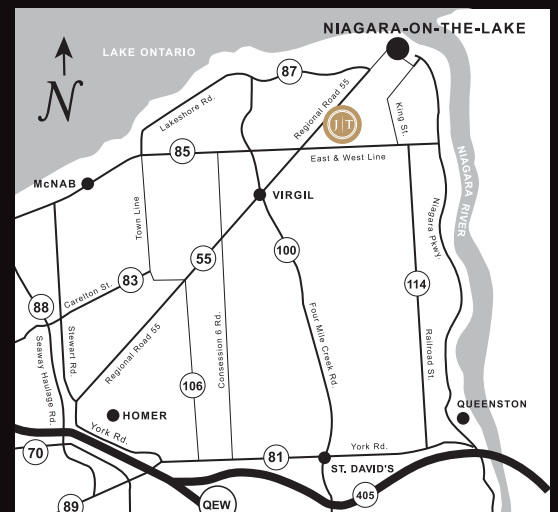 NIAGARA-ON-THE-LAKE
LAKE ONTARIO
N
87
Lakeshore Rd.
Regional Road 55
J T
King St.
85
East & West Line
NIAGARA RIVER
McNAB
VIRGIL
Town Line
Niagara Pkwy.
100
55
83
Carelton St.
114
88
Four Mile Creek Rd.
Consession 6 Rd.
Regional Road 55
Stewart Rd.
Seaway Haulage Rd.
Railroad St.
106
QUEENSTON
HOMER
York Rd.
York Rd.
70
81
ST. DAVID'S
405
89
QEW